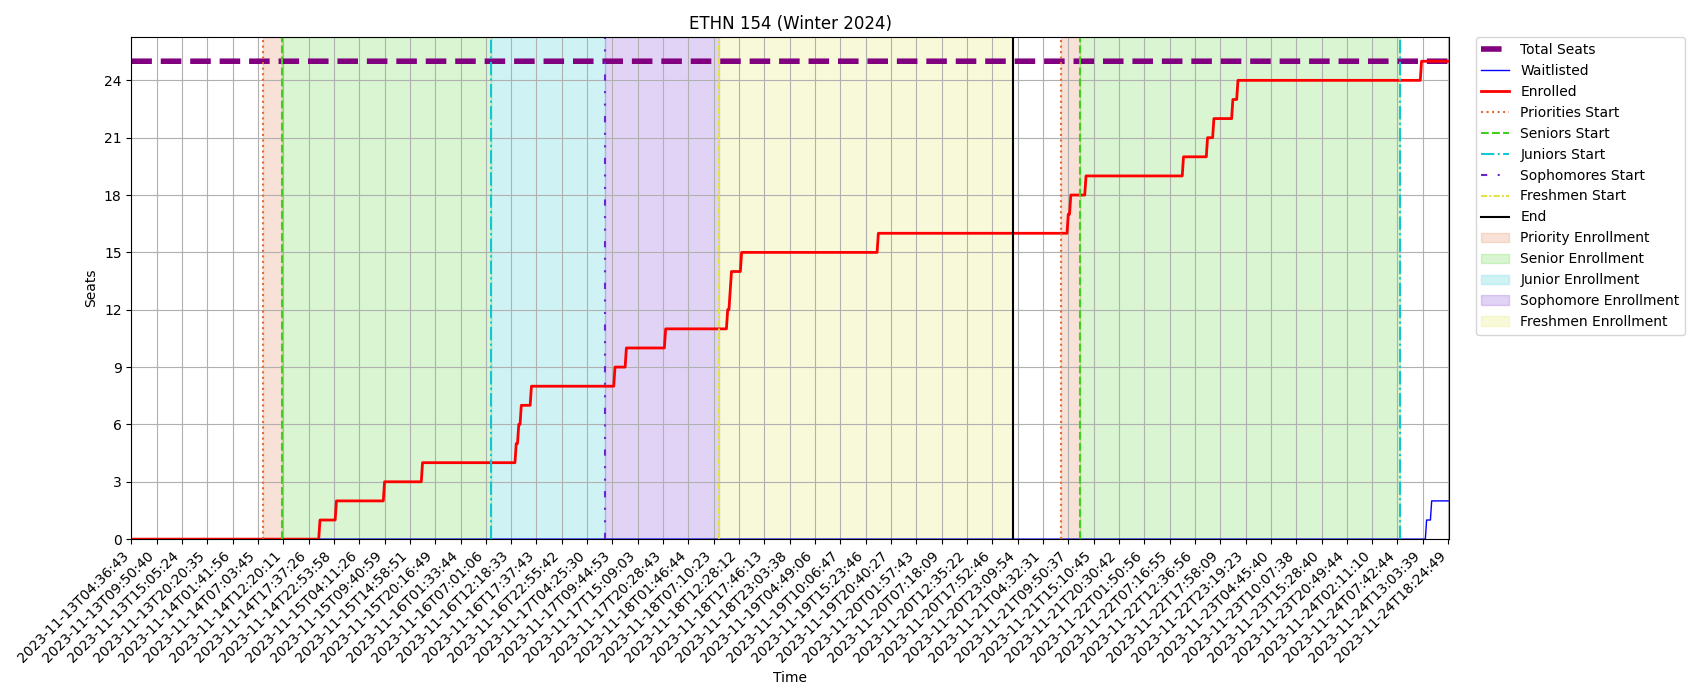 ETHN 154 (Winter 2024)
Total Seats
Waitlisted
Enrolled
Priorities Start
Seniors Start
Juniors Start
Sophomores Start
Freshmen Start
End
Priority Enrollment
Senior Enrollment
Junior Enrollment
Sophomore Enrollment
Freshmen Enrollment
Seats
24
21
18
15
12
9
6
3
0
2023-11-13T04:36:43
2023-11-13T09:50:40
2023-11-13T15:05:24
2023-11-13T20:20:35
2023-11-14T01:41:56
2023-11-14T07:03:45
2023-11-14T12:20:11
2023-11-14T17:37:26
2023-11-14T22:53:58
2023-11-15T04:11:26
2023-11-15T09:40:59
2023-11-15T14:58:51
2023-11-15T20:16:49
2023-11-16T01:33:44
2023-11-16T07:01:06
2023-11-16T12:18:33
2023-11-16T17:37:43
2023-11-16T22:55:42
2023-11-17T04:25:30
2023-11-17T09:44:53
2023-11-17T15:09:03
2023-11-17T20:28:43
2023-11-18T01:46:44
2023-11-18T07:10:23
2023-11-18T12:28:12
2023-11-18T17:46:13
2023-11-18T23:03:38
2023-11-19T04:49:06
2023-11-19T10:06:47
2023-11-19T15:23:46
2023-11-19T20:40:27
2023-11-20T01:57:43
2023-11-20T07:18:09
2023-11-20T12:35:22
2023-11-20T17:52:46
2023-11-20T23:09:54
2023-11-21T04:32:31
2023-11-21T09:50:37
2023-11-21T15:10:45
2023-11-21T20:30:42
2023-11-22T01:50:56
2023-11-22T07:16:55
2023-11-22T12:36:56
2023-11-22T17:58:09
2023-11-22T23:19:23
2023-11-23T04:45:40
2023-11-23T10:07:38
2023-11-23T15:28:40
2023-11-23T20:49:44
2023-11-24T02:11:10
2023-11-24T07:42:44
2023-11-24T13:03:39
2023-11-24T18:24:49
Time